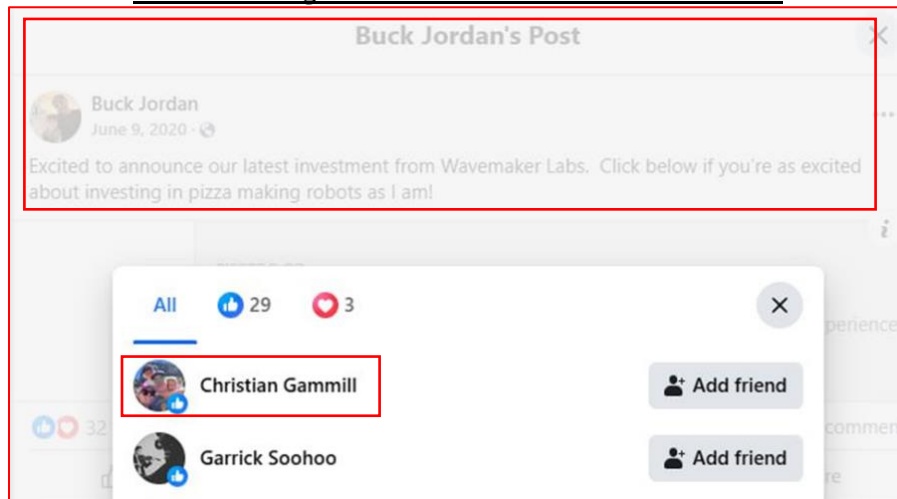 Buck Jordan's Post
Buck Jordan
June 9, 2020 ·
Excited to announce our latest investment from Wavemaker Labs.  Click below if you're as excited
about investing in pizza making robots as I am!
All 29 3
Christian Gammill
Add friend
Garrick Soohoo
Add friend
32